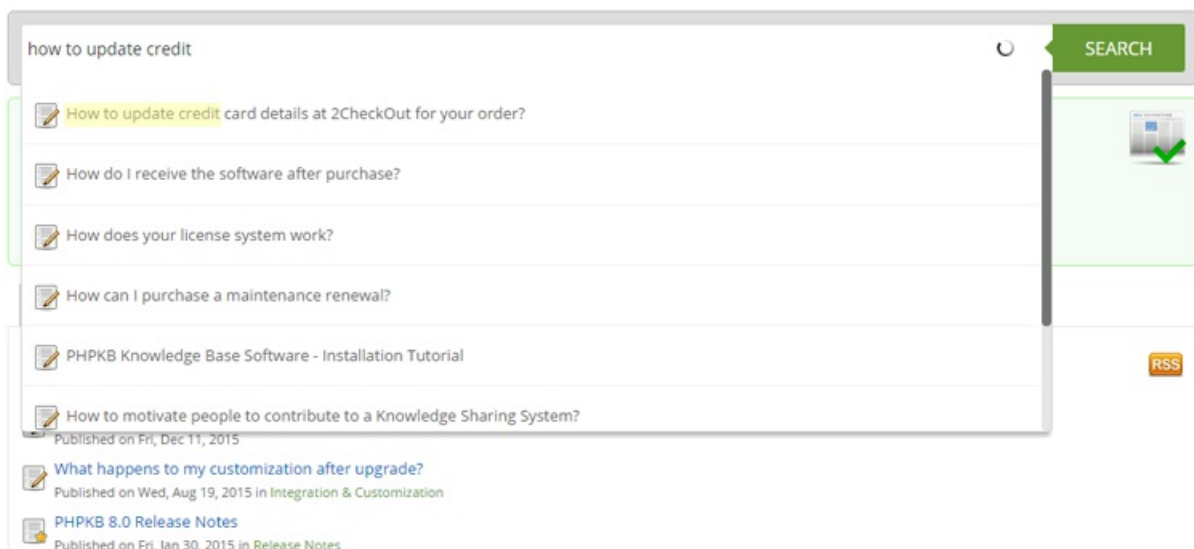 how to update credit
SEARCH
How to update credit card details at 2CheckOut for your order?
How do I receive the software after purchase?
How does your license system work?
How can I purchase a maintenance renewal?
PHPKB Knowledge Base Software - Installation Tutorial
RSS
How to motivate people to contribute to a Knowledge Sharing System?
Published on Fri, Dec 11, 2015
What happens to my customization after upgrade?
Published on Wed, Aug 19, 2015 in Integration & Customization
PHPKB 8.0 Release Notes
Published on Fri, Jan 30, 2015 in Release Notes